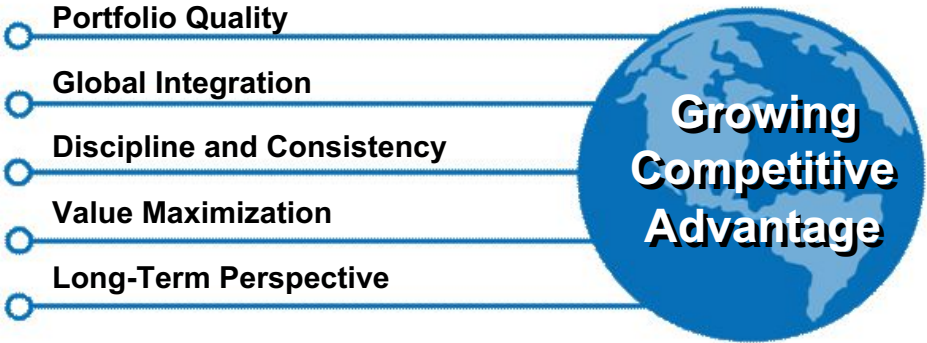 Portfolio Quality
Global Integration
Discipline and Consistency
Value Maximization
Long-Term Perspective
Growing
Competitive
Advantage